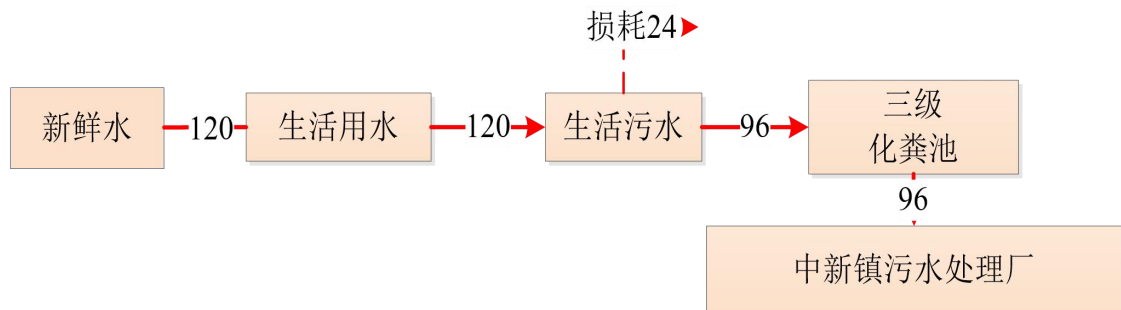 损耗24
新鲜水
120
生活用水
120
生活污水
96
三级
化粪池
96
中新镇污水处理厂